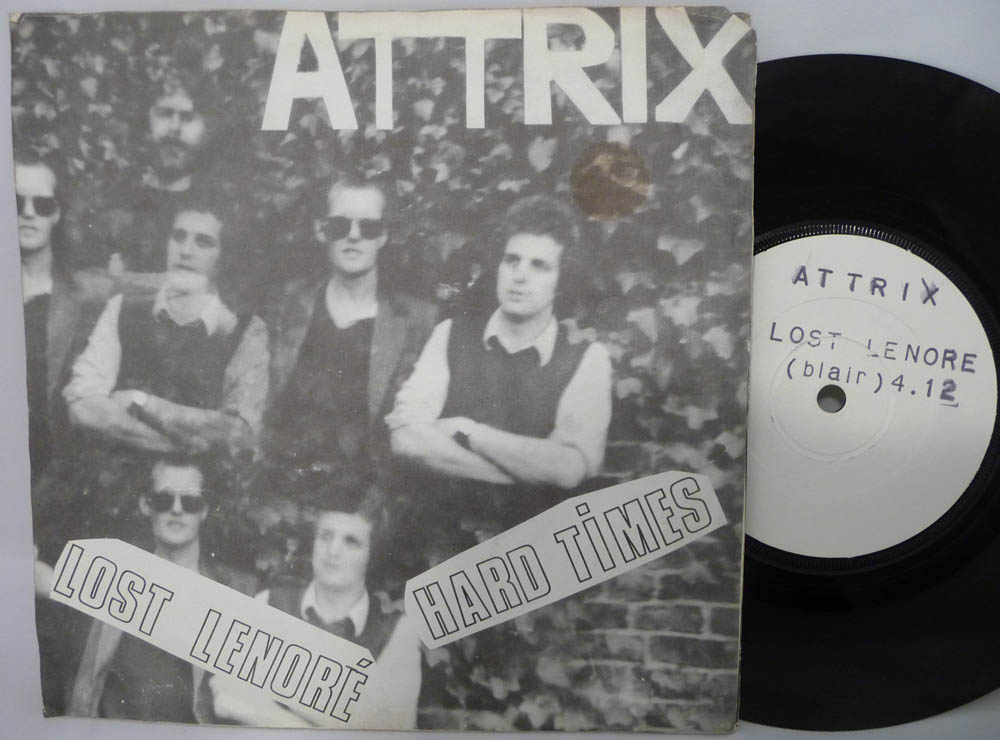 ATTRIX
LOST LENORÉ
HARD TiMES
ATTRIX
LOST LENORE
(blair) 4.12